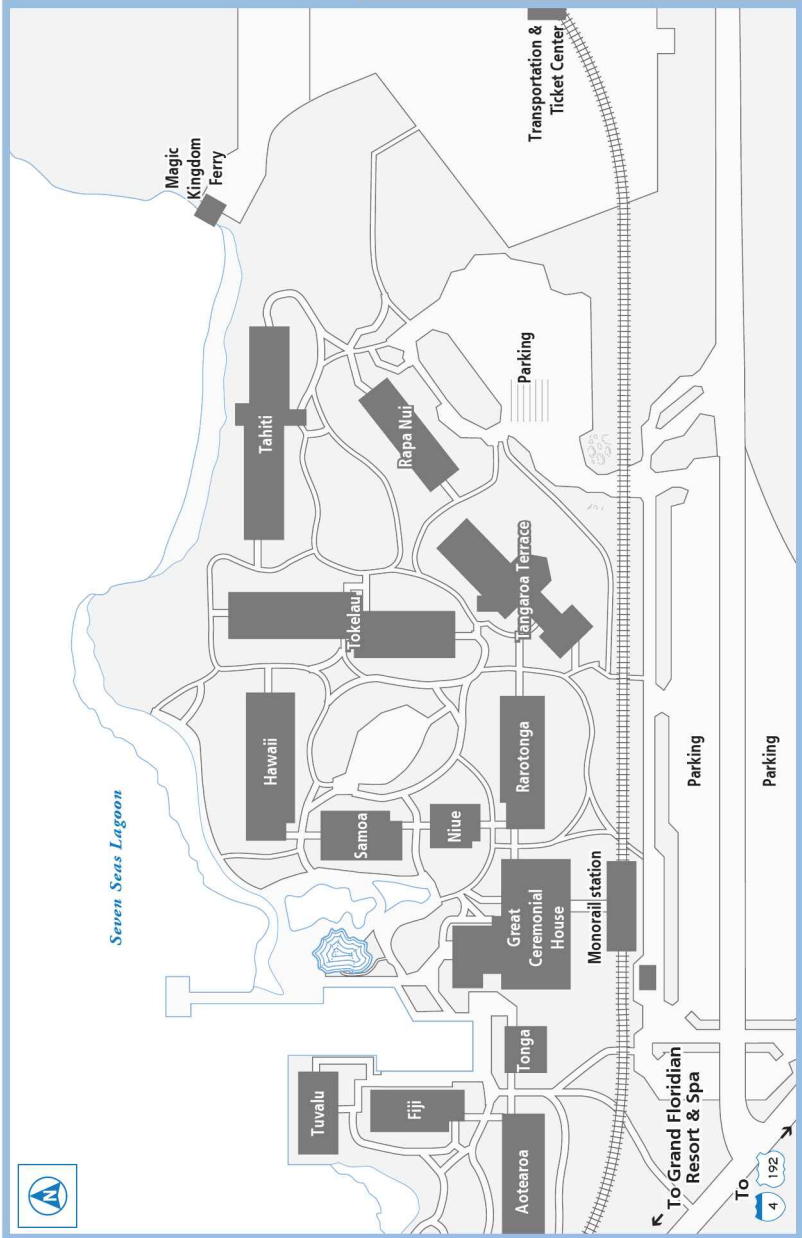 Seven Seas Lagoon
N
Tuvalu
Fiji
Aotearoa
Tonga
Great
Ceremonial
House
Monorail station
Samoa
Niue
Hawaii
Rarotonga
Tokelau
Tangaroa Terrace
Tahiti
Rapa Nui
Parking
Magic
Kingdom
Ferry
Transportation &
Ticket Center
Parking
Parking
To Grand Floridian
Resort & Spa
To
4
192